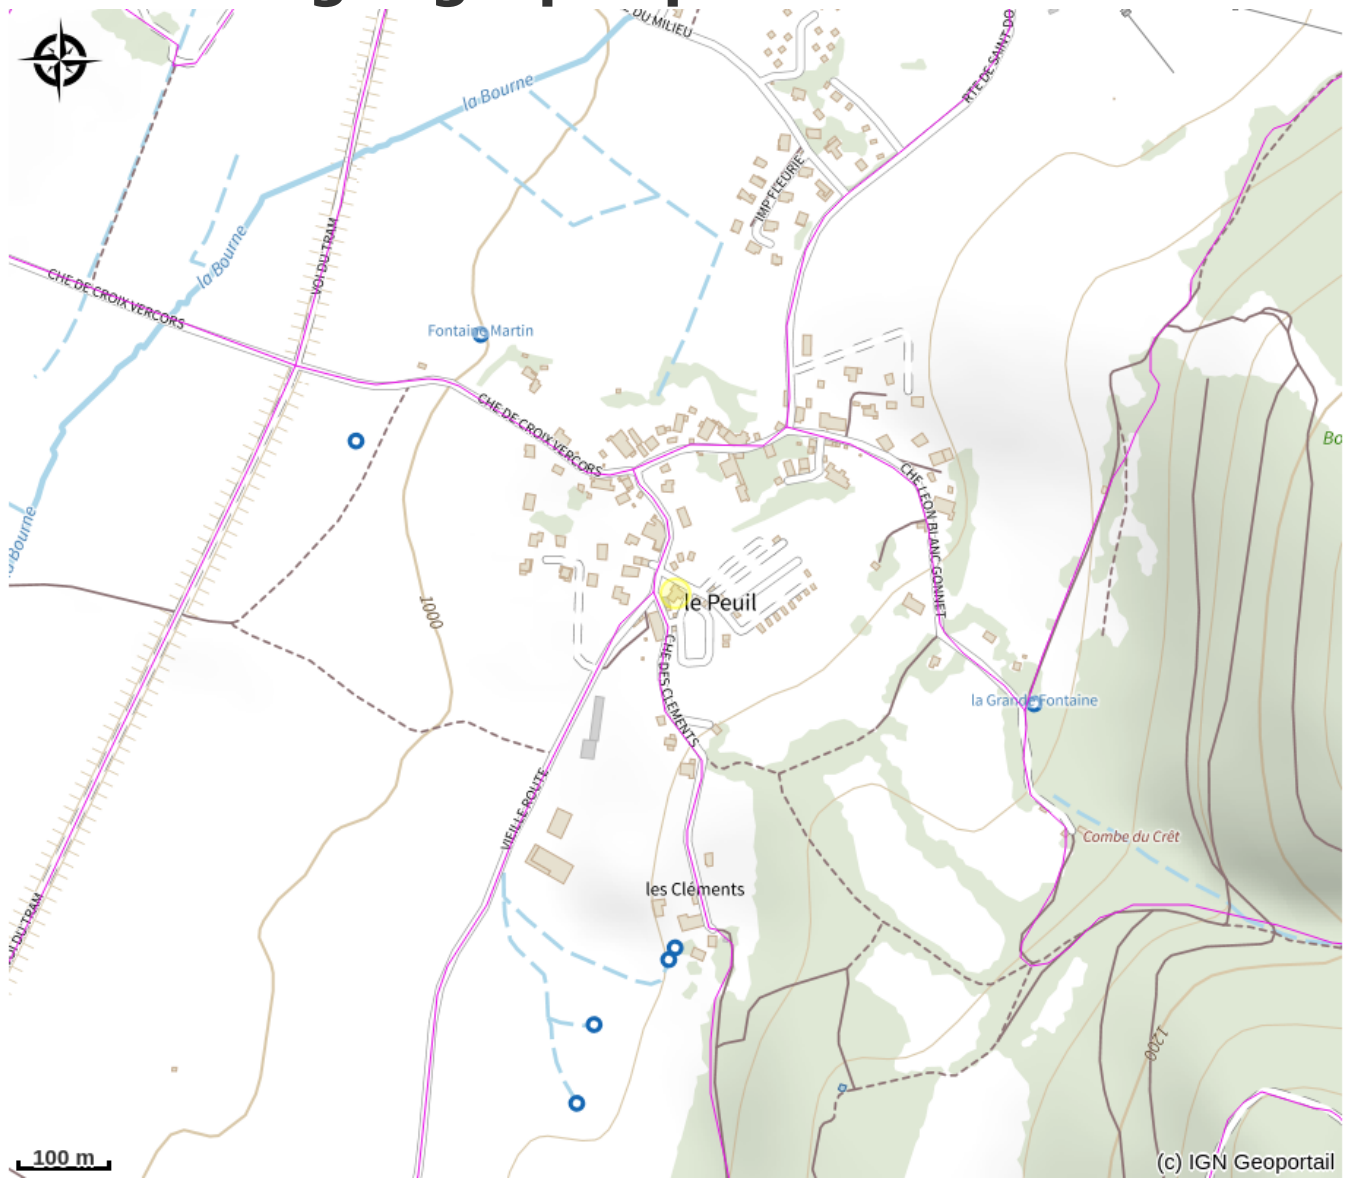 DU MILIEU
la Bourne
RTE DE SAINT-DO
IMP FLEURIE
VOI DU TRAM
la Bourne
CHE DE CROIX VERCORS
Fontaine Martin
CHE DE CROIX VERCORS
Bo
CHE LEON BLANC GONNET
la Bourne
1000
le Peuil
CHE DES CLEMENTS
la Grande Fontaine
VIEILLE ROUTE
Combe du Crêt
les Cléments
VOI DU TRAM
1200
100 m
(c) IGN Geoportail